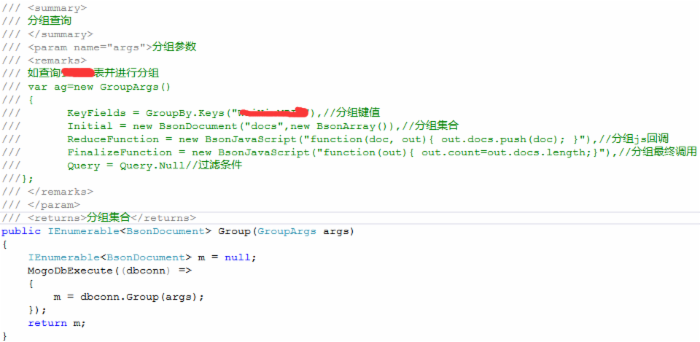 /// <summary>
/// 分组查询
/// </summary>
/// <param name="args">分组参数
/// <remarks>
/// 如查询 表并进行分组
/// var ag=new GroupArgs()
/// {
///     KeyFields = GroupBy.Keys(" "),//分组键值
///     Initial = new BsonDocument("docs",new BsonArray()),//分组集合
///     ReduceFunction = new BsonJavaScript("function(doc, out){ out.docs.push(doc); }"),//分组js回调
///     FinalizeFunction = new BsonJavaScript("function(out){ out.count=out.docs.length;}"),//分组最终调用
///     Query = Query.Null//过滤条件
///};
/// </remarks>
/// </param>
/// <returns>分组集合</returns>
public IEnumerable<BsonDocument> Group(GroupArgs args)
{
    IEnumerable<BsonDocument> m = null;
    MogoDbExecute((dbconn) =>
    {
        m = dbconn.Group(args);
    });
    return m;
}